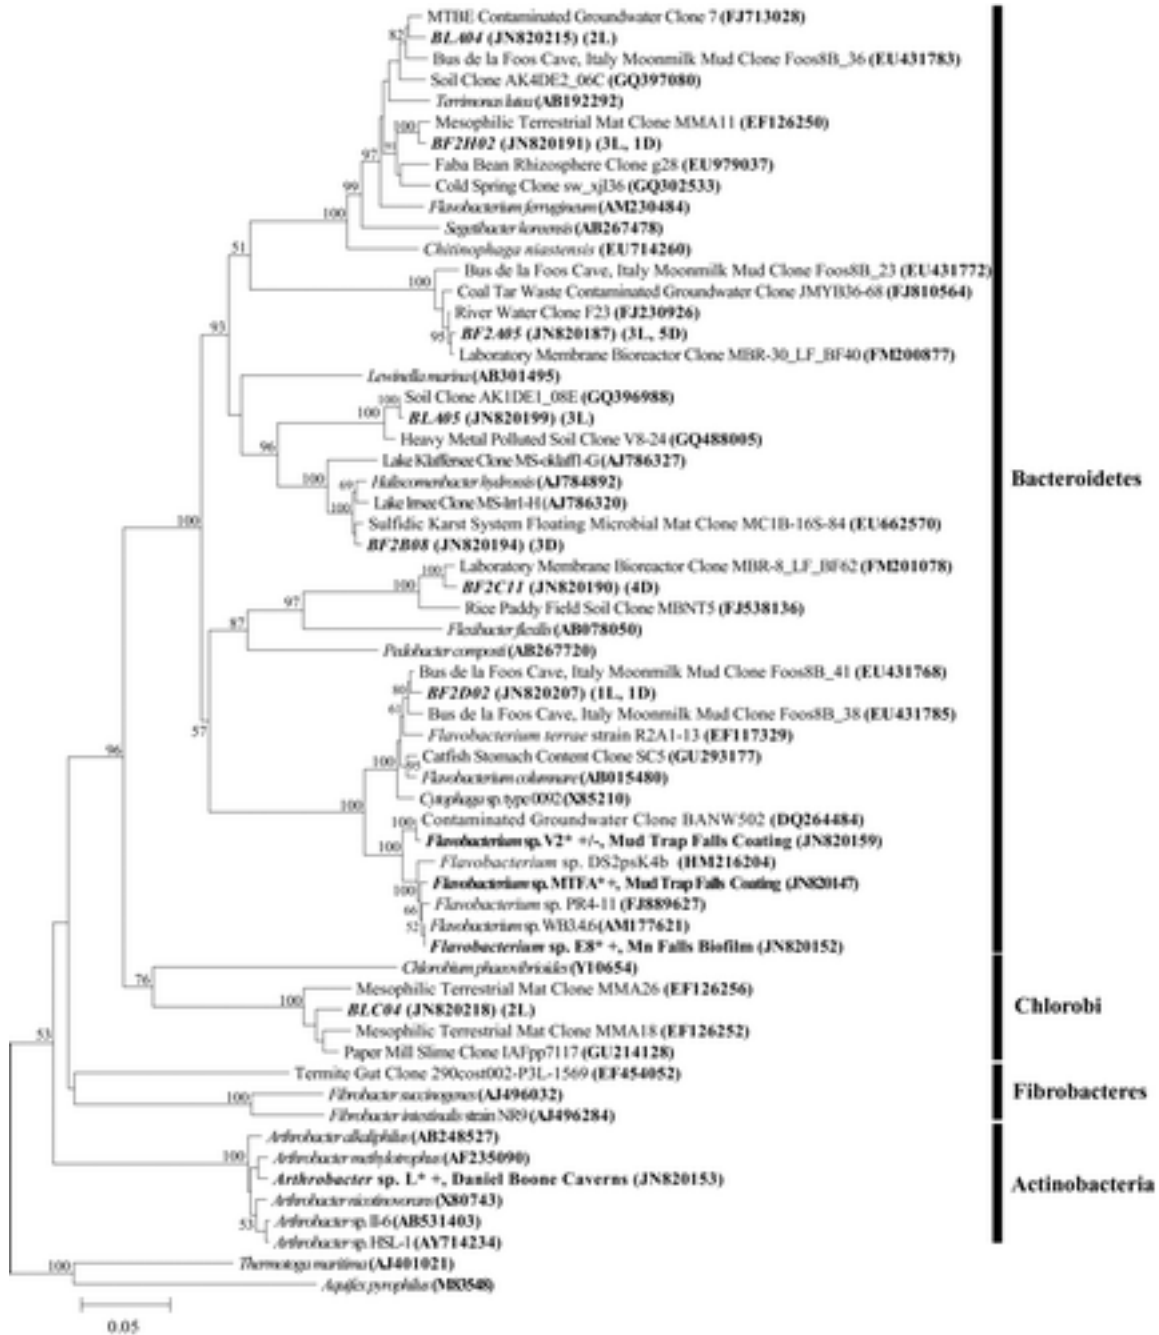 MTBE Contaminated Groundwater Clone 7 (FJ713028)
82
BLA04 (JN820215) (2L)
Bus de la Foos Cave, Italy Moonmilk Mud Clone Foos8B_36 (EU431783)
Soil Clone AK4DE2_06C (GQ397080)
Terrimonas lutea (AB192292)
100
Mesophilic Terrestrial Mat Clone MMA11 (EF126250)
91
BF2H02 (JN820191) (3L, 1D)
97
Faba Bean Rhizosphere Clone g28 (EU979037)
99
Cold Spring Clone sw_xjl36 (GQ302533)
100
Flavobacterium ferrugineum (AM230484)
Segetibacter koreensis (AB267478)
51
Chitinophaga niastensis (EU714260)
Bus de la Foos Cave, Italy Moonmilk Mud Clone Foos8B_23 (EU431772)
100
Coal Tar Waste Contaminated Groundwater Clone JMYB36-68 (FJ810564)
River Water Clone F23 (FJ230926)
93
95
BF2A05 (JN820187) (3L, 5D)
Laboratory Membrane Bioreactor Clone MBR-30_LF_BF40 (FM200877)
Lewinella marina (AB301495)
100
Soil Clone AK1DE1_08E (GQ396988)
100
BLA05 (JN820199) (3L)
96
Heavy Metal Polluted Soil Clone V8-24 (GQ488005)
Lake Klaffersee Clone MS-oklaff1-G (AJ786327)
Bacteroidetes
100
69
Haliscomenobacter hydrossis (AJ784892)
100
Lake Irrsee Clone MS-Irr1-H (AJ786320)
100
Sulfidic Karst System Floating Microbial Mat Clone MC1B-16S-84 (EU662570)
BF2B08 (JN820194) (3D)
100
Laboratory Membrane Bioreactor Clone MBR-8_LF_BF62 (FM201078)
100
BF2C11 (JN820190) (4D)
97
Rice Paddy Field Soil Clone MBNT5 (FJ538136)
87
Flexibacter flexilis (AB078050)
Pedobacter composti (AB267720)
Bus de la Foos Cave, Italy Moonmilk Mud Clone Foos8B_41 (EU431768)
80
BF2D02 (JN820207) (1L, 1D)
61
Bus de la Foos Cave, Italy Moonmilk Mud Clone Foos8B_38 (EU431785)
57
Flavobacterium terrae strain R2A1-13 (EF117329)
96
100
Catfish Stomach Content Clone SC5 (GU293177)
Flavobacterium columnare (AB015480)
100
Cytophaga sp. type 0092 (X85210)
100
Contaminated Groundwater Clone BANW502 (DQ264484)
100
Flavobacterium sp. V2* +/-, Mud Trap Falls Coating (JN820159)
Flavobacterium sp. DS2psK4b (HM216204)
100
Flavobacterium sp. MTFA* +, Mud Trap Falls Coating (JN820147)
66
Flavobacterium sp. PR4-11 (FJ889627)
52
Flavobacterium sp. WB3.4.6 (AM177621)
Flavobacterium sp. E8* +, Mn Falls Biofilm (JN820152)
76
Chlorobium phaeovibrioides (Y10654)
100
Mesophilic Terrestrial Mat Clone MMA26 (EF126256)
BLC04 (JN820218) (2L)
Chlorobi
Mesophilic Terrestrial Mat Clone MMA18 (EF126252)
53
Paper Mill Slime Clone IAFpp7117 (GU214128)
Termite Gut Clone 290cost002-P3L-1569 (EF454052)
100
Fibrobacter succinogenes (AJ496032)
Fibrobacteres
Fibrobacter intestinalis strain NR9 (AJ496284)
Arthrobacter alkaliphilus (AB248527)
100
Arthrobacter methylotrophus (AF235090)
Arthrobacter sp. L* +, Daniel Boone Caverns (JN820153)
Actinobacteria
Arthrobacter nicotinovorans (X80743)
53
Arthrobacter sp. II-6 (AB531403)
Arthrobacter sp. HSL-1 (AY714234)
100
Thermotoga maritima (AJ401021)
Aquifex pyrophilus (M83548)
0.05